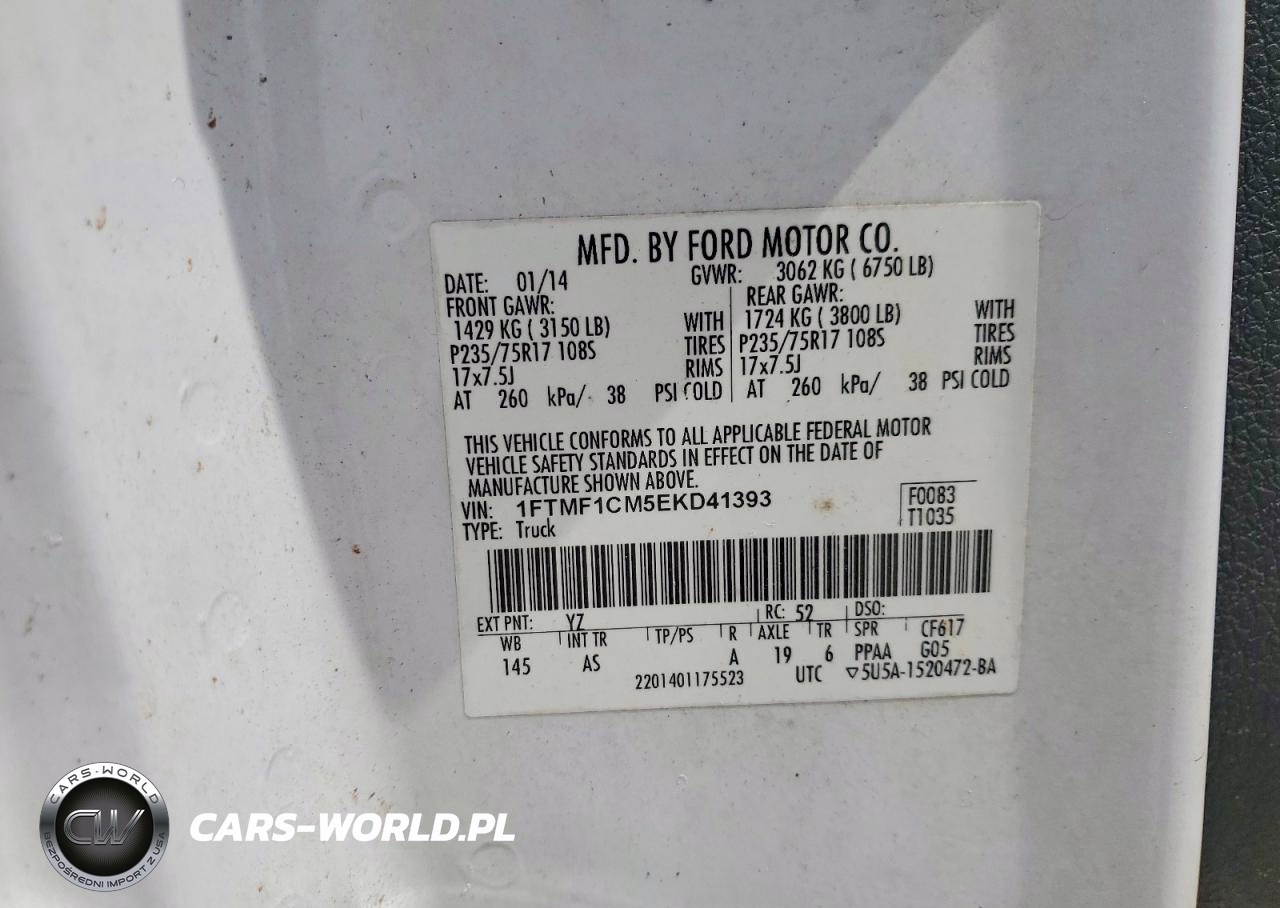 MFD. BY FORD MOTOR CO.
DATE: 01/14 GVWR: 3062 KG ( 6750 LB)
FRONT GAWR: REAR GAWR:
1429 KG ( 3150 LB) WITH 1724 KG ( 3800 LB) WITH
P235/75R17 108S TIRES P235/75R17 108S TIRES
17x7.5J RIMS 17x7.5J RIMS
AT 260 kPa/ 38 PSI COLD AT 260 kPa/ 38 PSI COLD
THIS VEHICLE CONFORMS TO ALL APPLICABLE FEDERAL MOTOR
VEHICLE SAFETY STANDARDS IN EFFECT ON THE DATE OF
MANUFACTURE SHOWN ABOVE.
VIN: 1FTMF1CM5EKD41393 F0083
TYPE: Truck T1035
EXT PNT: YZ RC: 52 DSO:
WB INT TR TP/PS R AXLE TR SPR CF617
145 AS A 19 6 PPAA G05
2201401175523 UTC ▽5U5A-1520472-BA
CARS-WORLD
CW
BEZPOŚREDNI IMPORT Z USA
CARS-WORLD.PL